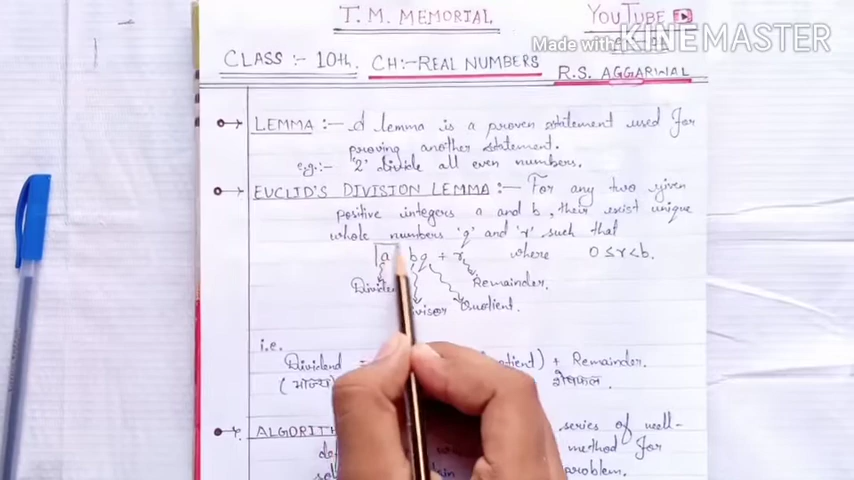 T. M. MEMORIAL
YOUTUBE
Made with KINEMASTER
CLASS :- 10th. CH:-REAL NUMBERS
R.S. AGGARWAL
LEMMA :- A lemma is a proven statement used for
proving another statement.
e.g:- '2' divide all even numbers.
EUCLID'S DIVISION LEMMA :- For any two given
positive integers a and b, their exist unique
whole numbers 'q' and 'r' such that
a bq + r where 0 ≤ r < b.
Remainder.
Quotient.
i.e.
Dividend = + Remainder.
शेषफल.
series of well-
method for
problem.